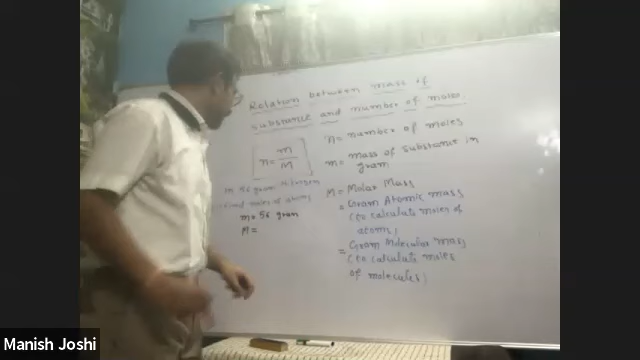 Relation between mass of
substance and number of moles
n = m/M
n = number of moles
m = mass of substance in
gram
In 56 gram nitrogen
find moles of atoms
m = 56 gram
M =
M = Molar Mass
= Gram Atomic mass
(to calculate moles of
atoms)
= Gram Molecular mass
(to calculate moles
of molecules)
Manish Joshi